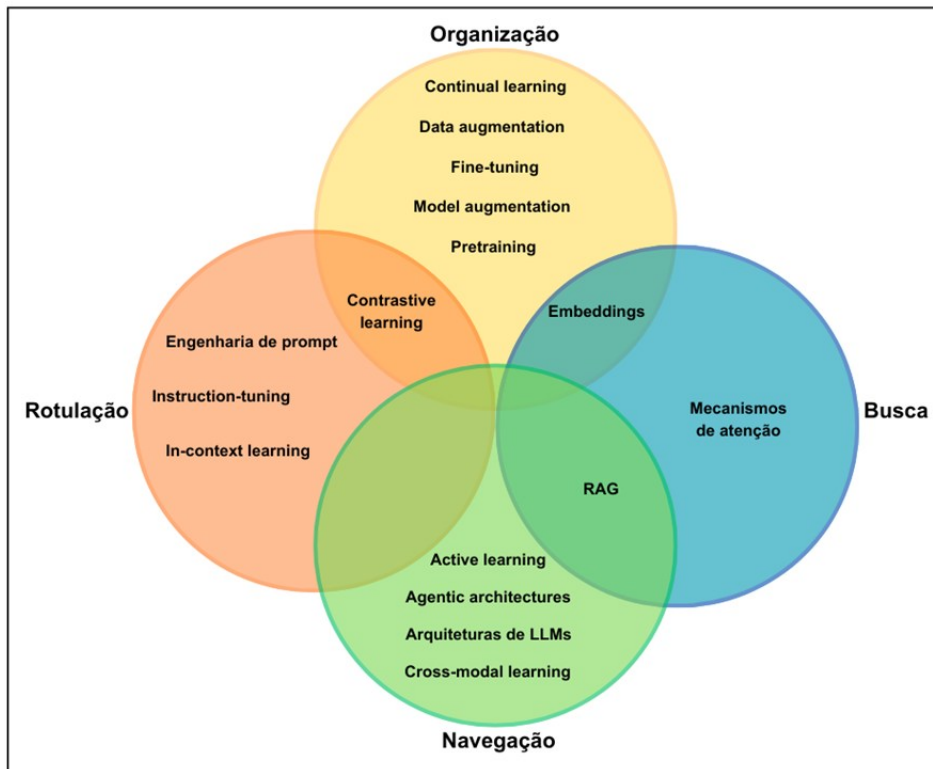 Organização
Continual learning
Data augmentation
Fine-tuning
Model augmentation
Pretraining
Contrastive
learning
Embeddings
Engenharia de prompt
Instruction-tuning
In-context learning
Rotulação
Mecanismos
de atenção
Busca
RAG
Active learning
Agentic architectures
Arquiteturas de LLMs
Cross-modal learning
Navegação